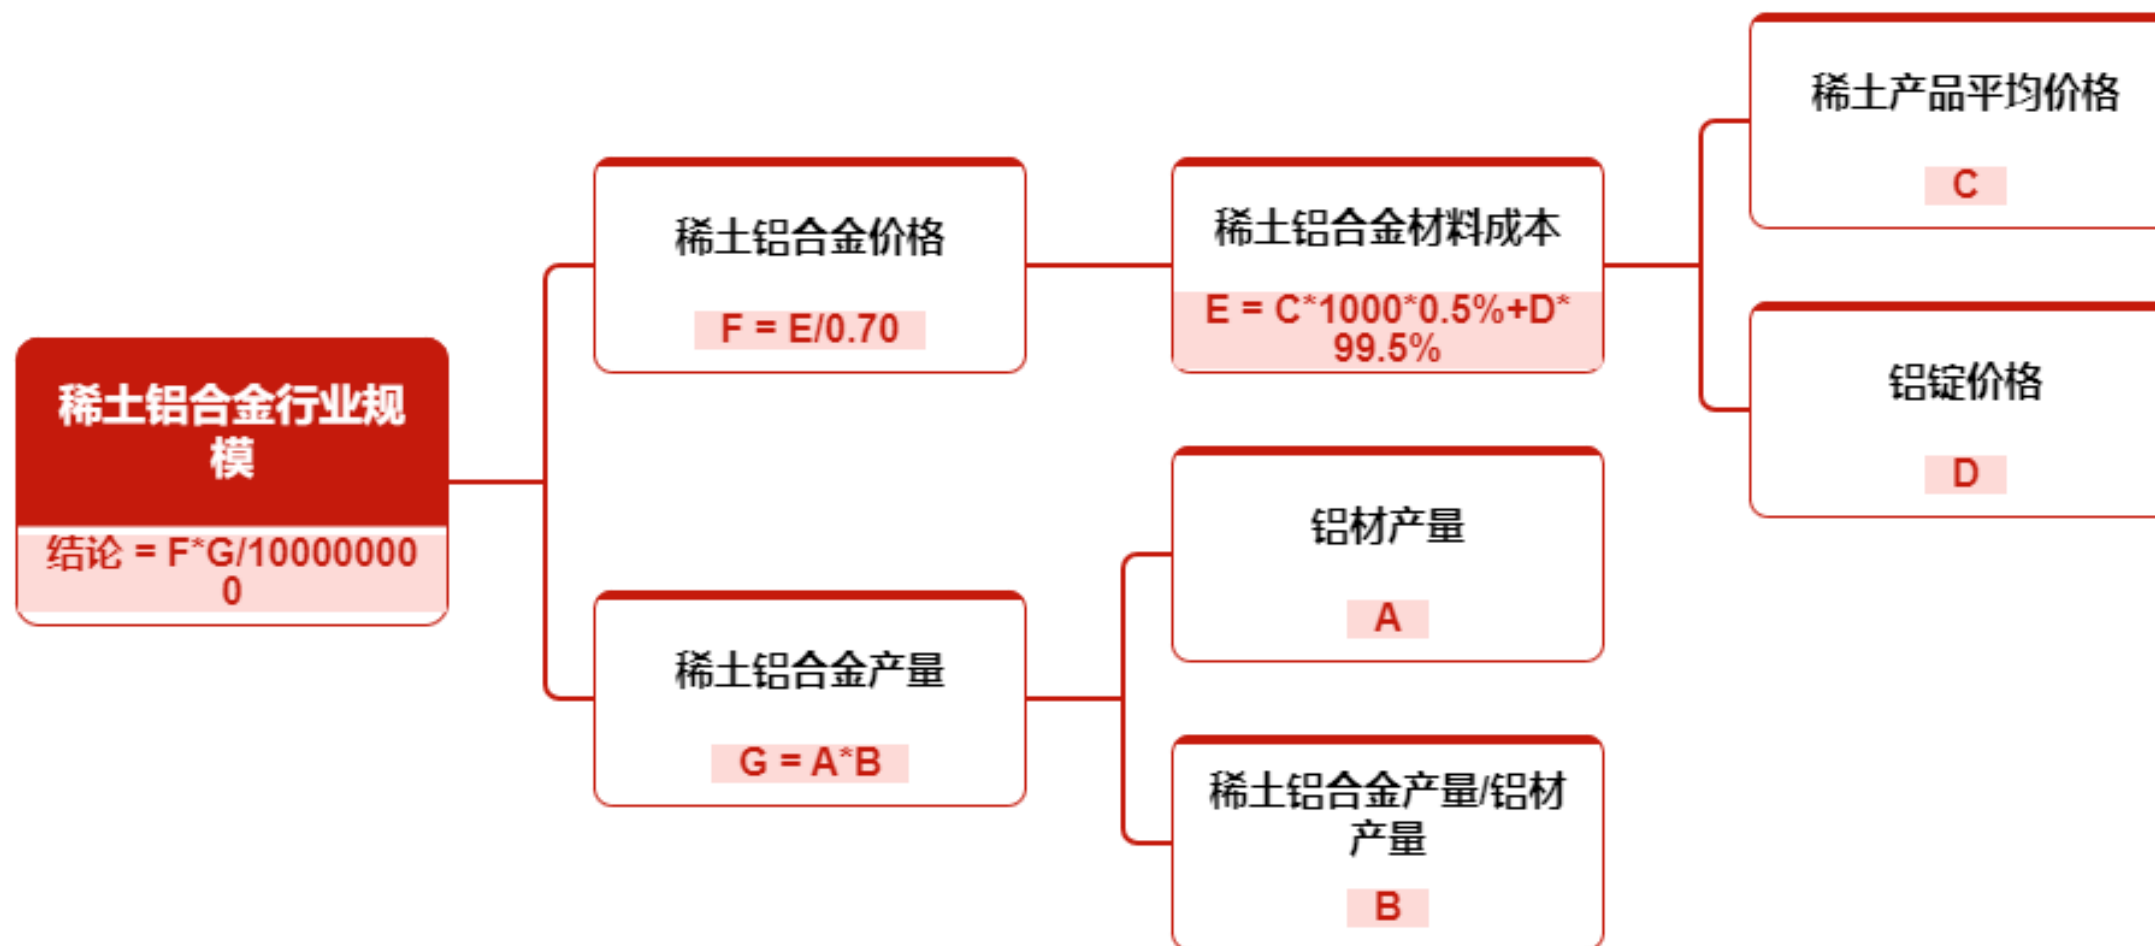 稀土铝合金行业规
模
结论 = F*G/10000000
0
稀土铝合金价格
F = E/0.70
稀土铝合金产量
G = A*B
稀土铝合金材料成本
E = C*1000*0.5%+D*
99.5%
铝材产量
A
稀土铝合金产量/铝材
产量
B
稀土产品平均价格
C
铝锭价格
D